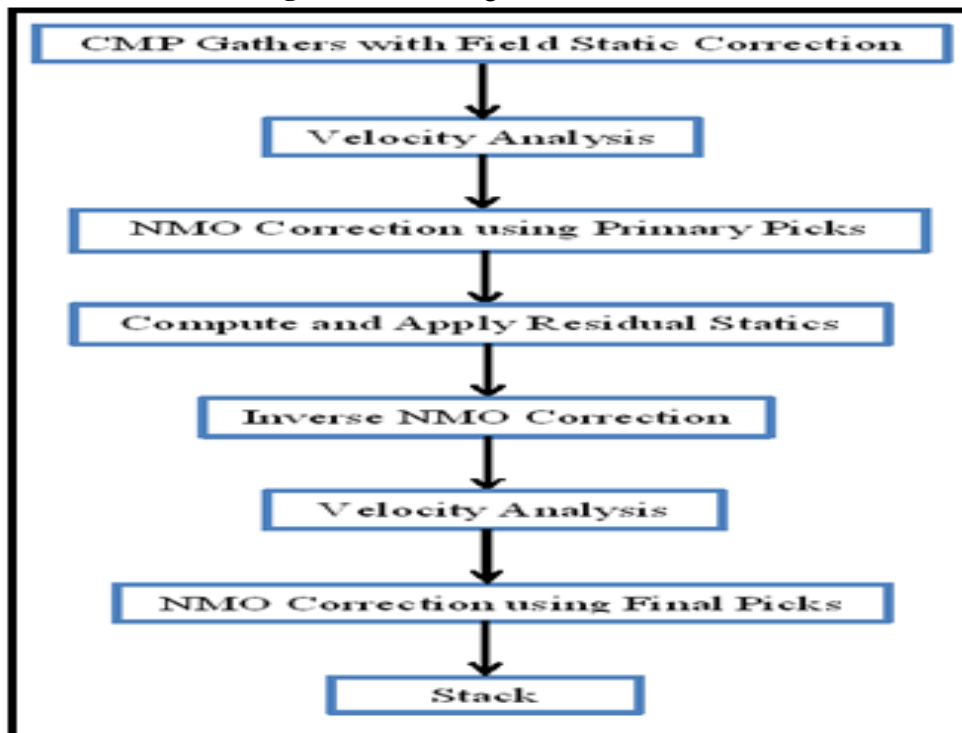 CMP Gathers with Field Static Correction
Velocity Analysis
NMO Correction using Primary Picks
Compute and Apply Residual Statics
Inverse NMO Correction
Velocity Analysis
NMO Correction using Final Picks
Stack